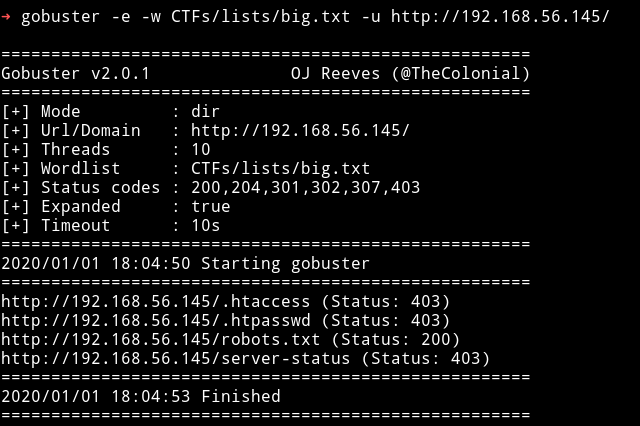 ➜ gobuster -e -w CTFs/lists/big.txt -u http://192.168.56.145/
=====================================================
Gobuster v2.0.1              OJ Reeves (@TheColonial)
=====================================================
[+] Mode         : dir
[+] Url/Domain   : http://192.168.56.145/
[+] Threads      : 10
[+] Wordlist     : CTFs/lists/big.txt
[+] Status codes : 200,204,301,302,307,403
[+] Expanded     : true
[+] Timeout      : 10s
=====================================================
2020/01/01 18:04:50 Starting gobuster
=====================================================
http://192.168.56.145/.htaccess (Status: 403)
http://192.168.56.145/.htpasswd (Status: 403)
http://192.168.56.145/robots.txt (Status: 200)
http://192.168.56.145/server-status (Status: 403)
=====================================================
2020/01/01 18:04:53 Finished
=====================================================